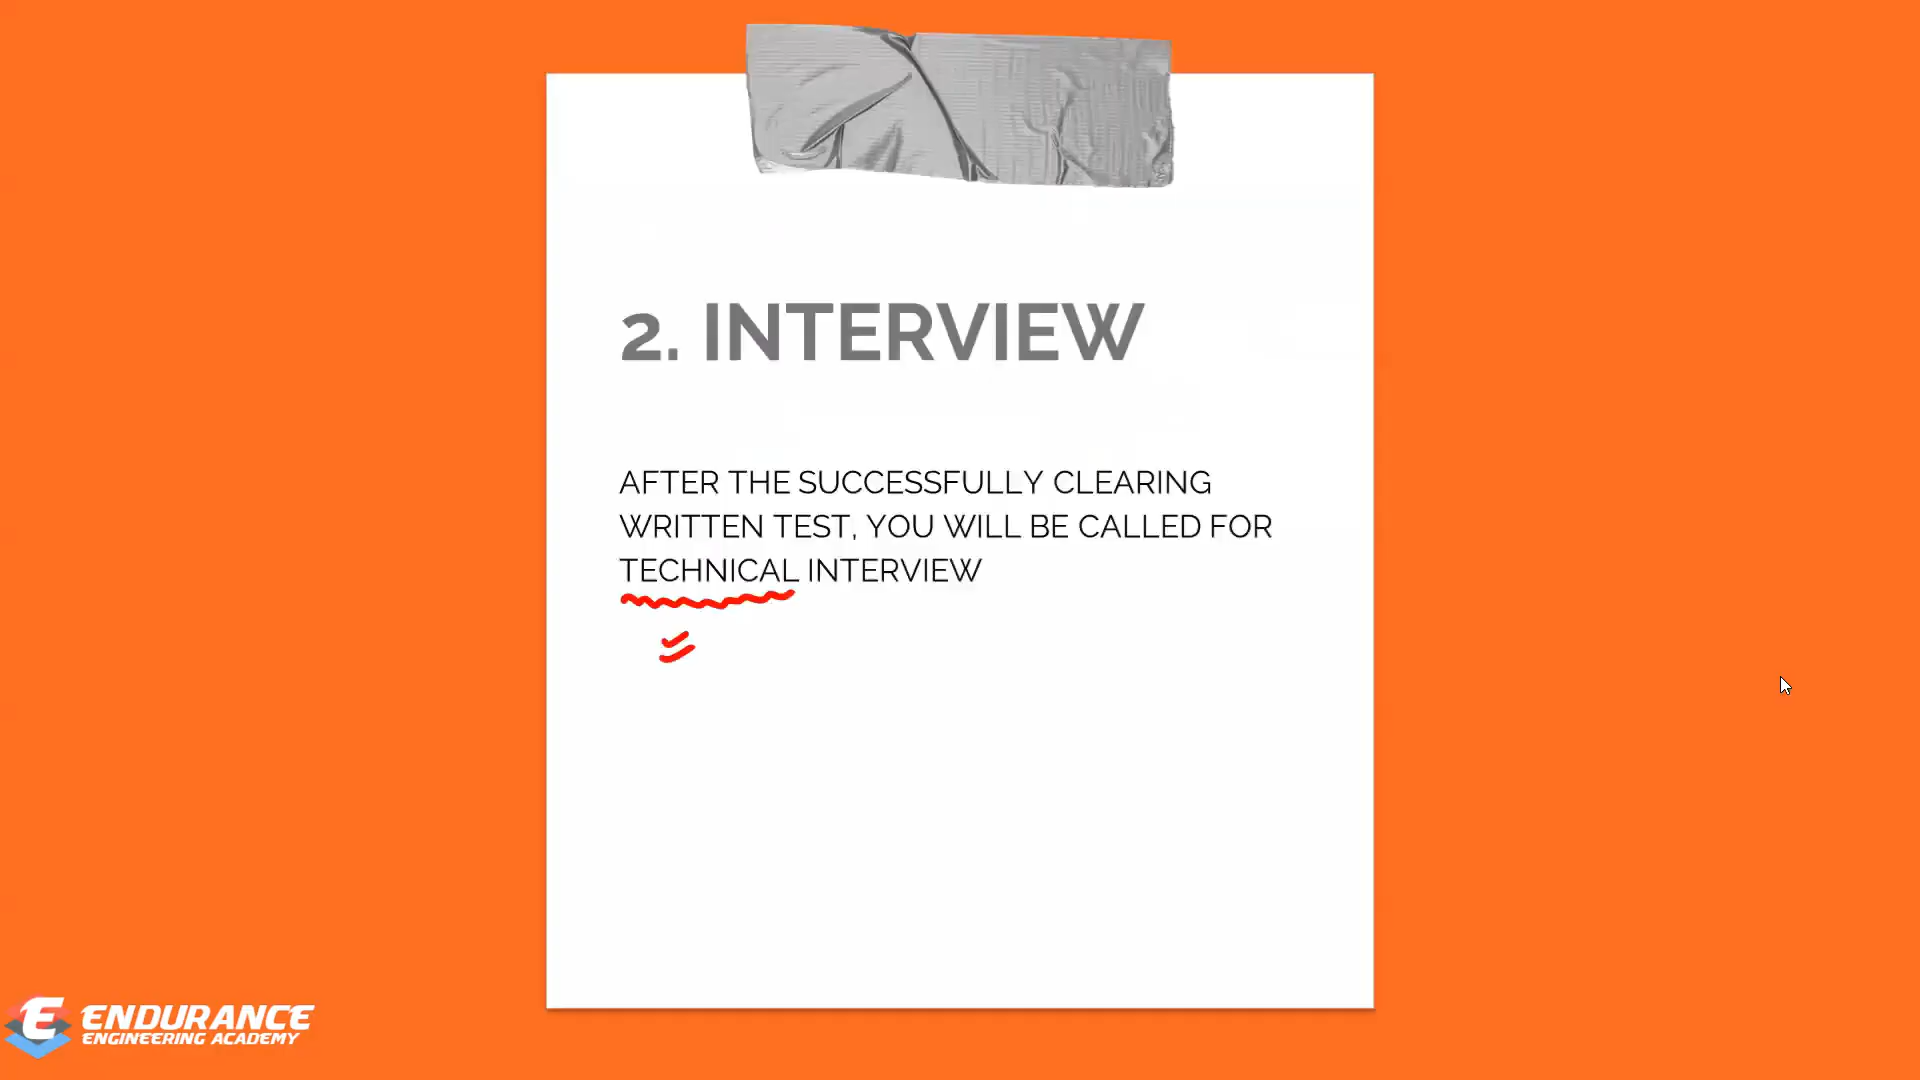 2. INTERVIEW
AFTER THE SUCCESSFULLY CLEARING
WRITTEN TEST, YOU WILL BE CALLED FOR
TECHNICAL INTERVIEW
E ENDURANCE
ENGINEERING ACADEMY